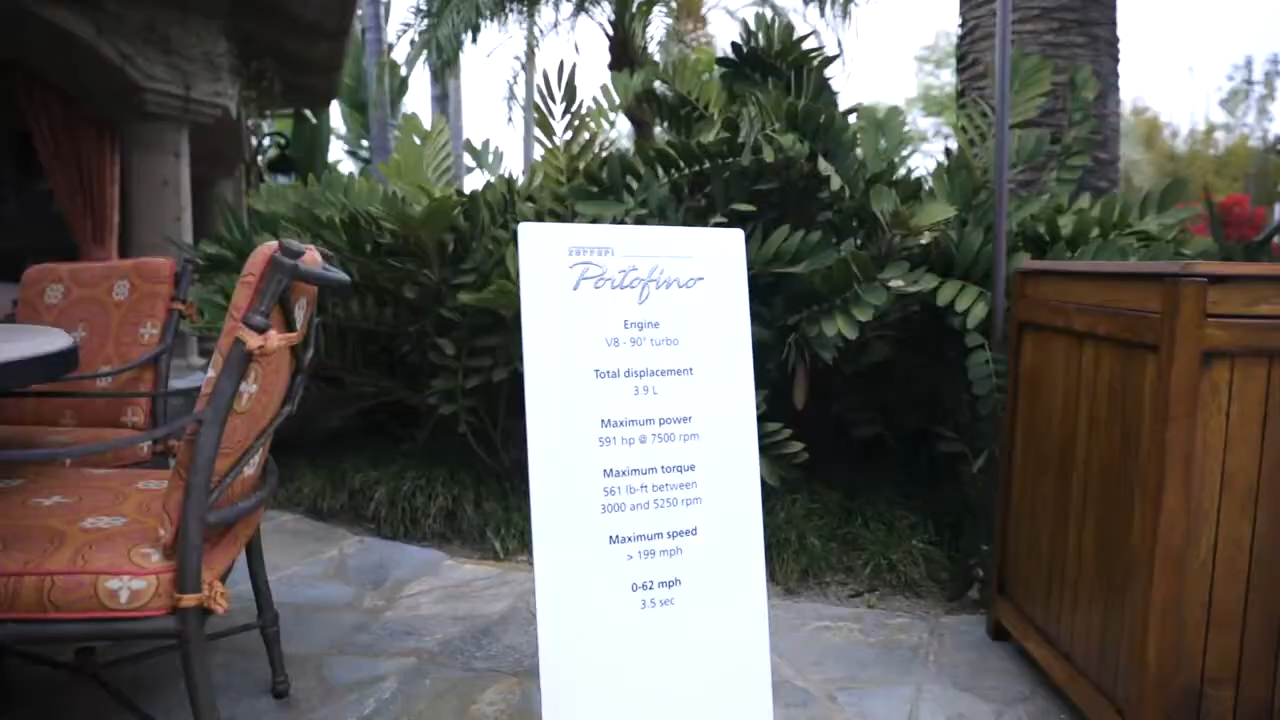 Ferrari
Portofino
Engine
V8 - 90° turbo
Total displacement
3.9 L
Maximum power
591 hp @ 7500 rpm
Maximum torque
561 lb-ft between
3000 and 5250 rpm
Maximum speed
> 199 mph
0-62 mph
3.5 sec